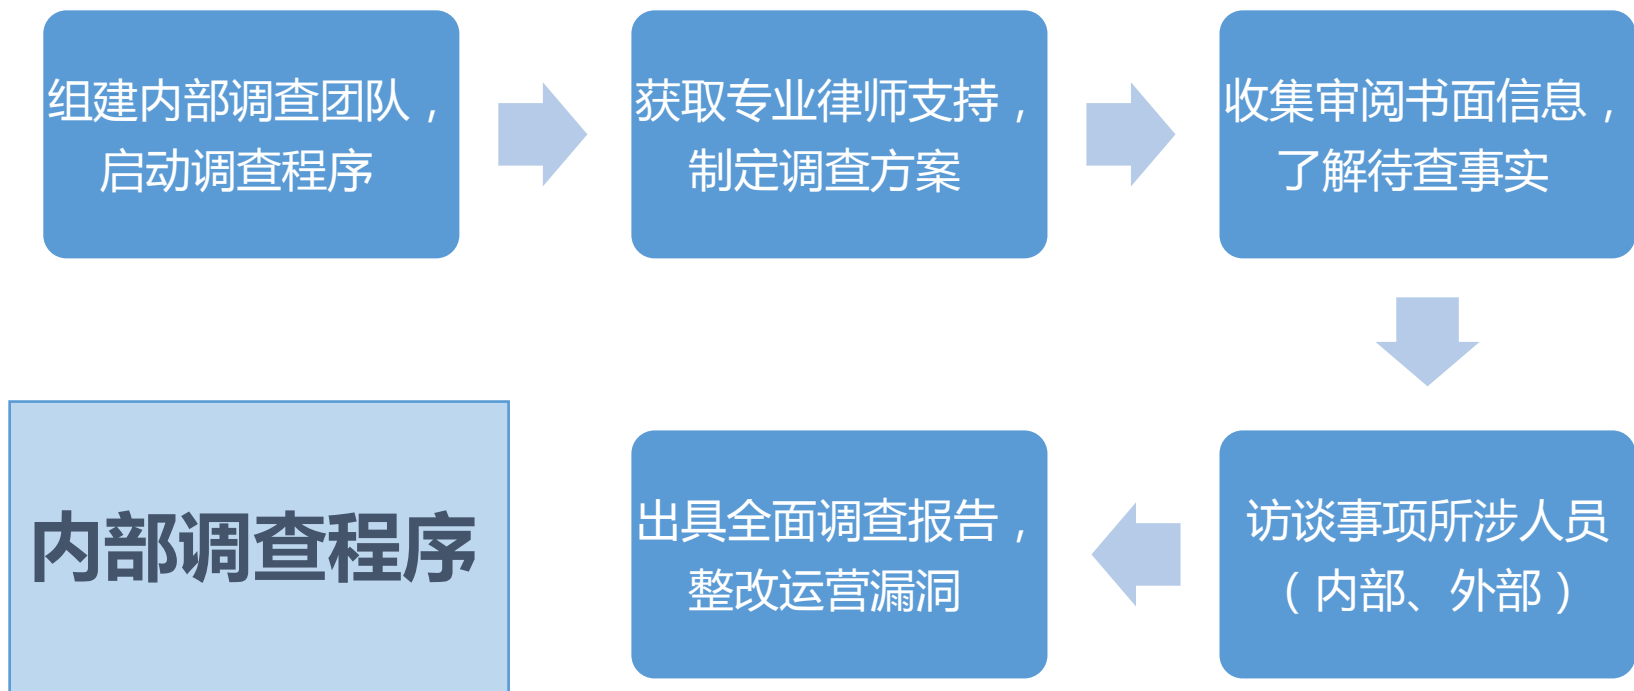 组建内部调查团队，
启动调查程序
获取专业律师支持，
制定调查方案
收集审阅书面信息，
了解待查事实
访谈事项所涉人员
（内部、外部）
出具全面调查报告，
整改运营漏洞
内部调查程序